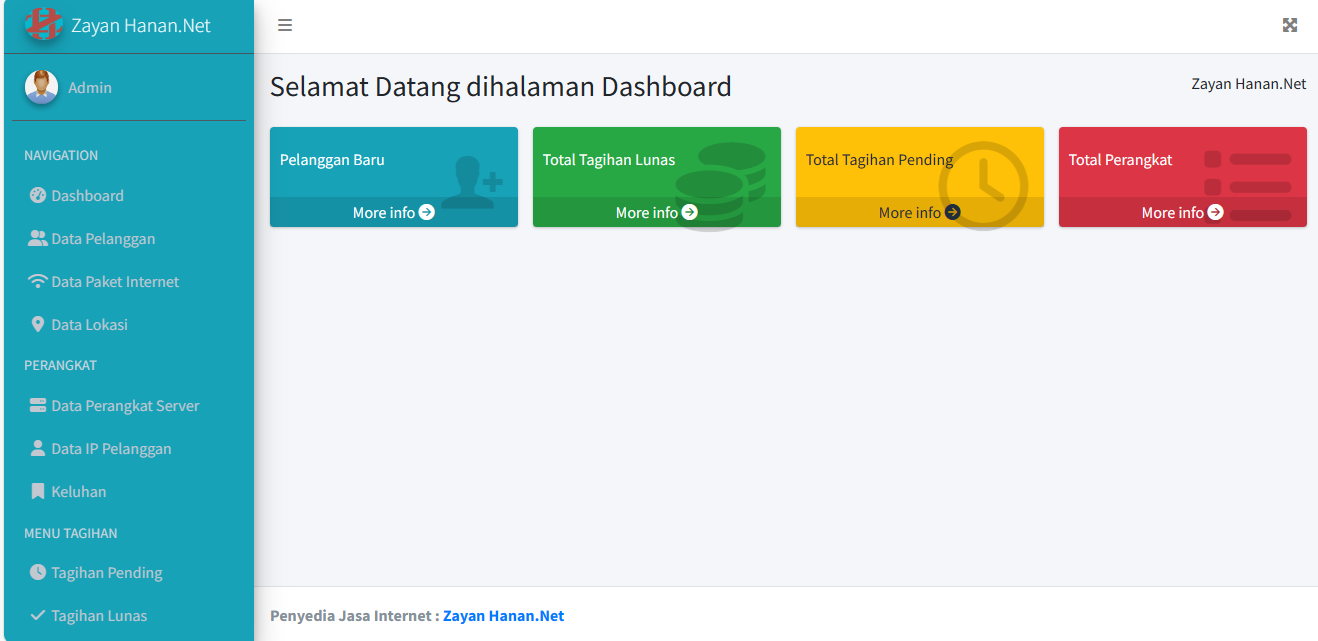 Zayan Hanan.Net
Admin
NAVIGATION
Dashboard
Data Pelanggan
Data Paket Internet
Data Lokasi
PERANGKAT
Data Perangkat Server
Data IP Pelanggan
Keluhan
MENU TAGIHAN
Tagihan Pending
Tagihan Lunas
Selamat Datang dihalaman Dashboard
Zayan Hanan.Net
Pelanggan Baru
More info
Total Tagihan Lunas
More info
Total Tagihan Pending
More info
Total Perangkat
More info
Penyedia Jasa Internet : Zayan Hanan.Net